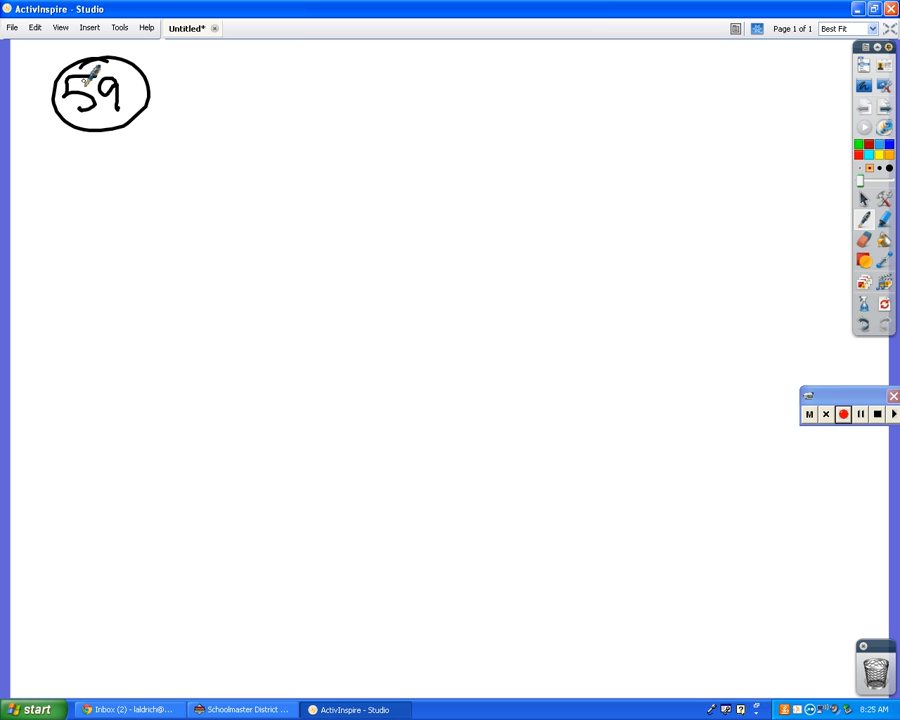 ActivInspire - Studio
File Edit View Insert Tools Help Untitled* Page 1 of 1 Best Fit
59
M
start Inbox (2) - laldrich@... Schoolmaster District ... ActivInspire - Studio 8:25 AM